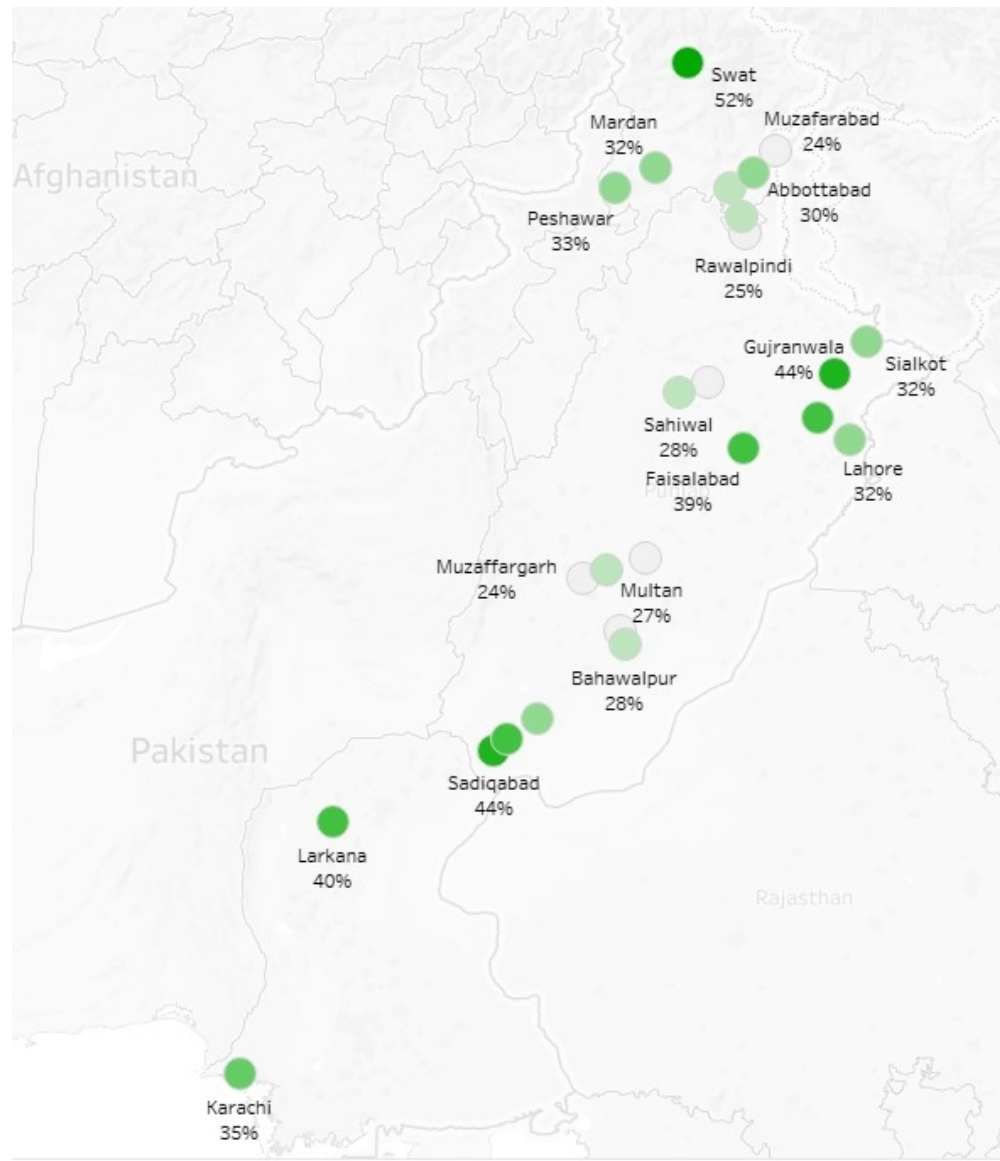 Swat
52%
Muzafarabad
24%
Mardan
32%
Afghanistan
Abbottabad
30%
Peshawar
33%
Rawalpindi
25%
Gujranwala
44%
Sialkot
32%
Sahiwal
28%
Lahore
32%
Faisalabad
39%
Punjab
Muzaffargarh
24%
Multan
27%
Bahawalpur
28%
Pakistan
Sadiqabad
44%
Larkana
40%
Rajasthan
Karachi
35%